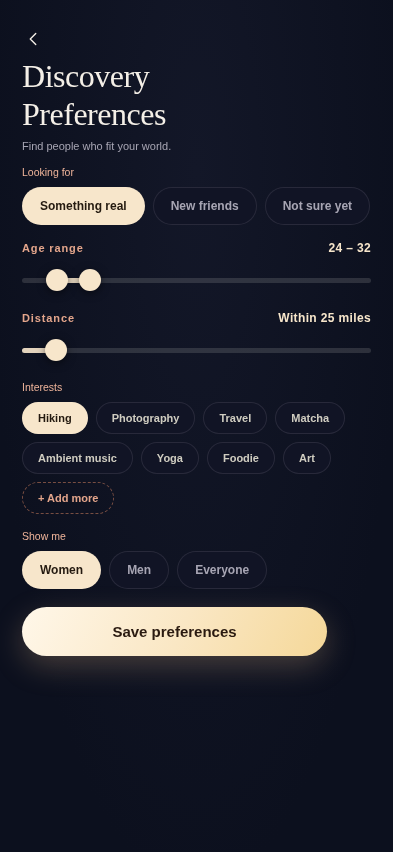 Discovery
Preferences
Find people who fit your world.
Looking for
Something real New friends Not sure yet
Age range 24 – 32
Distance Within 25 miles
Interests
Hiking Photography Travel Matcha
Ambient music Yoga Foodie Art
+ Add more
Show me
Women Men Everyone
Save preferences